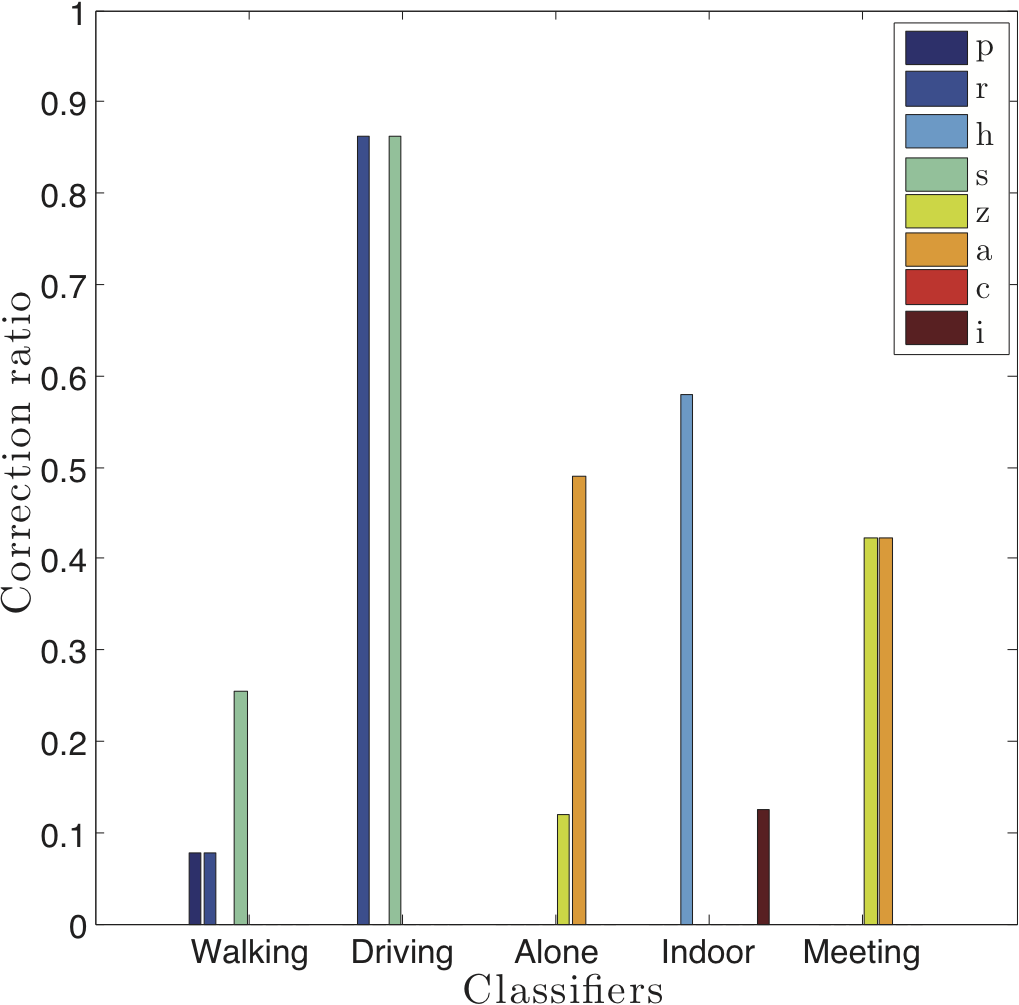 1
0.9
0.8
0.7
0.6
0.5
0.4
0.3
0.2
0.1
0
Correction ratio
Walking Driving Alone Indoor Meeting
Classifiers
p
r
h
s
z
a
c
i